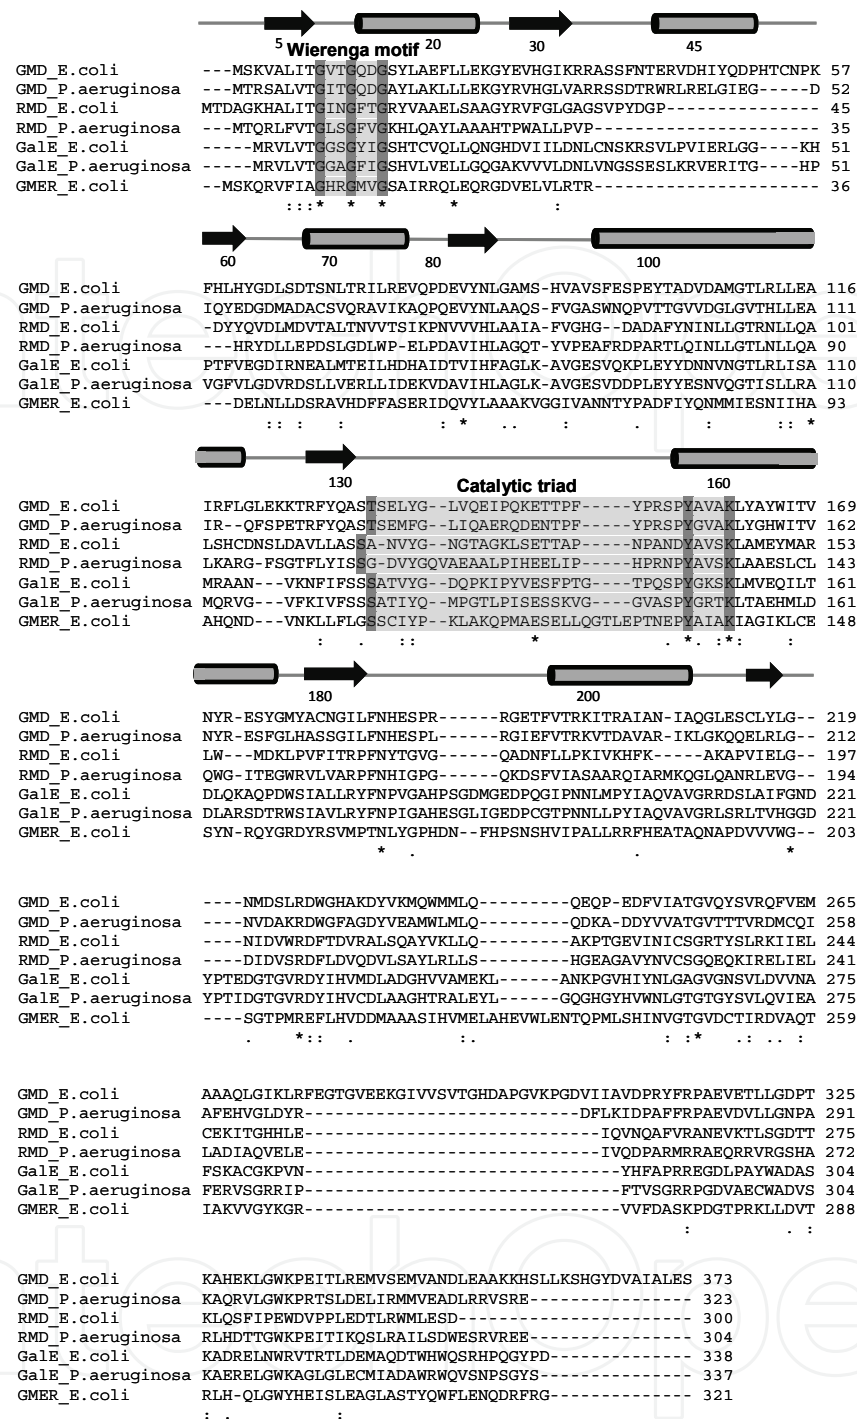 5 Wierenga motif 20 30 45
GMD_E.coli ---MSKVALITGVTGQDGSYLAEFLLEKGYEVHGIKRRASSFNTERVDHIYQDPHTCNPK 57
GMD_P.aeruginosa ---MTRSALVTGITGQDGAYLAKLLLEKGYRVHGLVARRSSDTRWRLRELGIEG-----D 52
RMD_E.coli MTDAGKHALITGINGFTGRYVAAELSAAGYRVFGLGAGSVPYDGP--------------- 45
RMD_P.aeruginosa ---MTQRLFVTGLSGFVGKHLQAYLAAAHTPWALLPVP---------------------- 35
GalE_E.coli ----MRVLVTGGSGYIGSHTCVQLLQNGHDVIILDNLCNSKRSVLPVIERLGG----KH 51
GalE_P.aeruginosa ----MRVLVTGGAGFIGSHVLVELLGQGAKVVVLDNLVNGSSESLKRVERITG----HP 51
GMER_E.coli --MSKQRVFIAGHRGMVGSAIRRQLEQRGDVELVLRTR---------------------- 36
:::* * * * :
60 70 80 100
GMD_E.coli FHLHYGDLSDTSNLTRILREVQPDEVYNLGAMS-HVAVSFESPEYTADVDAMGTLRLLEA 116
GMD_P.aeruginosa IQYEDGDMADACSVQRAVIKAQPQEVYNLAAQS-FVGASWNQPVTTGVVDGLGVTHLLEA 111
RMD_E.coli -DYYQVDLMDVTALTNVVTSIKPNVVVHLAAIA-FVGHG--DADAFYNINLLGTRNLLQA 101
RMD_P.aeruginosa ---HRYDLLEPDSLGDLWP-ELPDAVIHLAGQT-YVPEAFRDPARTLQINLLGTLNLLQA 90
GalE_E.coli PTFVEGDIRNEALMTEILHDHAIDTVIHFAGLK-AVGESVQKPLEYYDNNVNGTLRLISA 110
GalE_P.aeruginosa VGFVLGDVRDSLLVERLLIDEKVDAVIHLAGLK-AVGESVDDPLEYYESNVQGTISLLRA 110
GMER_E.coli ---DELNLLDSRAVHDFFASERIDQVYLAAAKVGGIVANNTYPADFIYQNMMIESNIIHA 93
:: : : :* .. : . : :: *
130 Catalytic triad 160
GMD_E.coli IRFLGLEKKTRFYQASTSELYG--LVQEIPQKETTPF-----YPRSPYAVAKLYAYWITV 169
GMD_P.aeruginosa IR--QFSPETRFYQASTSEMFG--LIQAERQDENTPF-----YPRSPYGVAKLYGHWITV 162
RMD_E.coli LSHCDNSLDAVLLASSA-NVYG--NGTAGKLSETTAP----NPANDYAVSKLAMEYMAR 153
RMD_P.aeruginosa LKARG-FSGTFLYISSG-DVYGQVAEAALPIHEELIP----HPRNPYAVSKLAAESLCL 143
GalE_E.coli MRAAN---VKNFIFSSSATVYG--DQPKIPYVESFPTG----TPQSPYGKSKLMVEQILT 161
GalE_P.aeruginosa MQRVG---VFKIVFSSSATIYQ--MPGTLPISESSKVG----GVASPYGRTKLTAEHMLD 161
GMER_E.coli AHQND---VNKLLFLGSSCIYP--KLAKQPMAESELLQGTLEPTNEPYAIAKIAGIKLCE 148
: . :: * . *. :*: :
180 200
GMD_E.coli NYR-ESYGMYACNGILFNHESPR------RGETFVTRKITRAIAN-IAQGLESCLYLG-- 219
GMD_P.aeruginosa NYR-ESFGLHASSGILFNHESPL------RGIEFVTRKVTDAVAR-IKLGKQQELRLG-- 212
RMD_E.coli LW---MDKLPVFITRPFNYTGVG------QADNFLLPKIVKHFK----AKAPVIELG-- 197
RMD_P.aeruginosa QWG-ITEGWRVLVARPFNHIGPG------QKDSFVIASAARQIARMKQGLQANRLEVG-- 194
GalE_E.coli DLQKAQPDWSIALLRYFNPVGAHPSGDMGEDPQGIPNNLMPYIAQVAVGRRDSLAIFGND 221
GalE_P.aeruginosa DLARSDTRWSIAVLRYFNPIGAHESGLIGEDPCGTPNNLLPYIAQVAVGRLSRLTVHGGD 221
GMER_E.coli SYN-RQYGRDYRSVMPTNLYGPHDN--FHPSNSHVIPALLRRFHEATAQNAPDVVVWG-- 203
* . . *
GMD_E.coli ----NMDSLRDWGHAKDYVKMQWMMLQ---------QEQP-EDFVIATGVQYSVRQFVEM 265
GMD_P.aeruginosa ----NVDAKRDWGFAGDYVEAMWLMLQ---------QDKA-DDYVVATGVTTTVRDMCQI 258
RMD_E.coli ----NIDVWRDFTDVRALSQAYVKLLQ---------AKPTGEVINICSGRTYSLRKIIEL 244
RMD_P.aeruginosa ----DIDVSRDFLDVQDVLSAYLRLLS---------HGEAGAVYNVCSGQEQKIRELIEL 241
GalE_E.coli YPTEDGTGVRDYIHVMDLADGHVVAMEKL------ANKPGVHIYNLGAGVGNSVLDVVNA 275
GalE_P.aeruginosa YPTIDGTGVRDYIHVCDLAAGHTRALEYL------GQGHGYHVWNLGTGTGYSVLQVIEA 275
GMER_E.coli ----SGTPMREFLHVDDMAAASIHVMELAHEVWLENTQPMLSHINVGTGVDCTIRDVAQT 259
. *:: . :. : :* .: .. :
GMD_E.coli AAAQLGIKLRFEGTGVEEKGIVVSVTGHDAPGVKPGDVIIAVDPRYFRPAEVETLLGDPT 325
GMD_P.aeruginosa AFEHVGLDYR---------------------------DFLKIDPAFFRPAEVDVLLGNPA 291
RMD_E.coli CEKITGHHLE-----------------------------IQVNQAFVRANEVKTLSGDTT 275
RMD_P.aeruginosa LADIAQVELE-----------------------------IVQDPARMRRAEQRRVRGSHA 272
GalE_E.coli FSKACGKPVN-------------------------------YHFAPRREGDLPAYWADAS 304
GalE_P.aeruginosa FERVSGRRIP-------------------------------FTVSGRRPGDVAECWADVS 304
GMER_E.coli IAKVVGYKGR-------------------------------VVFDASKPDGTPRKLLDVT 288
: . :
GMD_E.coli KAHEKLGWKPEITLREMVSEMVANDLEAAKKHSLLKSHGYDVAIALES 373
GMD_P.aeruginosa KAQRVLGWKPRTSLDELIRMMVEADLRRVSRE---------------- 323
RMD_E.coli KLQSFIPEWDVPPLEDTLRWMLESD----------------------- 300
RMD_P.aeruginosa RLHDTTGWKPEITIKQSLRAILSDWESRVREE---------------- 304
GalE_E.coli KADRELNWRVTRTLDEMAQDTWHWQSRHPQGYPD-------------- 338
GalE_P.aeruginosa KAERELGWKAGLGLECMIADAWRWQVSNPSGYS-------------- 337
GMER_E.coli RLH-QLGWYHEISLEAGLASTYQWFLENQDRFRG-------------- 321
: . :